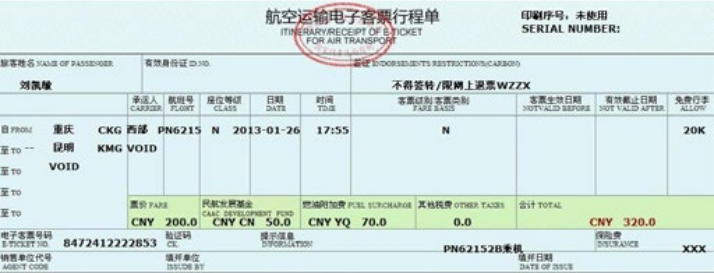 航空运输电子客票行程单
ITINERARY/RECEIPT OF E-TICKET
FOR AIR TRANSPORT
印刷序号：未使用
SERIAL NUMBER:
旅客姓名 NAME OF PASSENGER 有效身份证 ID.NO. 签证 ENDORSEMENTS RESTRICTIONS(CARBON)
刘凯敏 不得签转/限网上退票WZZX
承运人 航班号 座位等级 日期 时间 客票级别/客票类别 客票生效日期 有效截止日期 免费行李
CARRIER FLIGHT CLASS DATE TIME FARE BASIS NOTVALID BEFORE NOT VALID AFTER ALLOW
自 FROM 重庆 CKG 西部 PN6215 N 2013-01-26 17:55 N 20K
至 TO 昆明 KMG VOID
至 TO VOID
至 TO
至 TO
票价 FARE 民航发展基金 CAAC DEVELOPMENT FUND 燃油附加费 FUEL SURCHARGE 其他税费 OTHER TAXES 合计 TOTAL
CNY 200.0 CNY CN 50.0 CNY YQ 70.0 0.0 CNY 320.0
电子客票号码 验证码 提示信息 保险费
E-TICKET NO. 8472412222853 CK. INFORMATION PN62152B乘机 INSURANCE XXX
销售单位代号 填开单位 填开日期
AGENT CODE ISSUDE BY DATE OF ISSUE